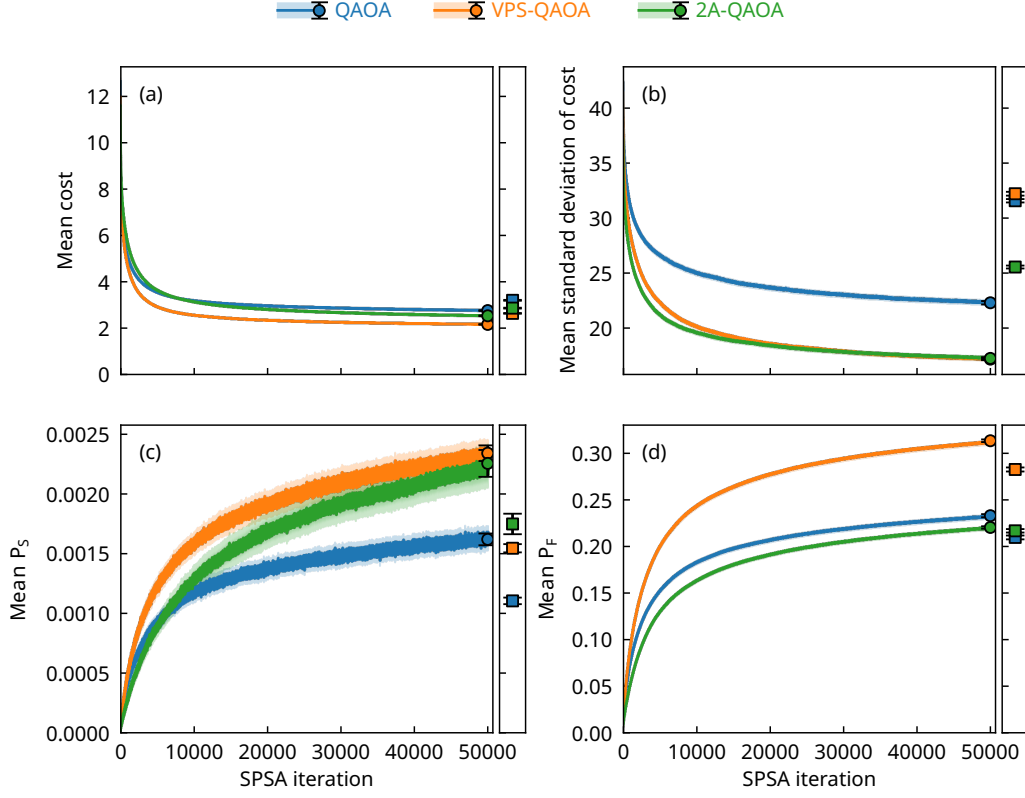 QAOA VPS-QAOA 2A-QAOA
(a)
Mean cost
12
10
8
6
4
2
0
(b)
Mean standard deviation of cost
40
35
30
25
20
(c)
Mean P_S
0.0025
0.0020
0.0015
0.0010
0.0005
0.0000
0 10000 20000 30000 40000 50000
SPSA iteration
(d)
Mean P_F
0.30
0.25
0.20
0.15
0.10
0.05
0.00
0 10000 20000 30000 40000 50000
SPSA iteration